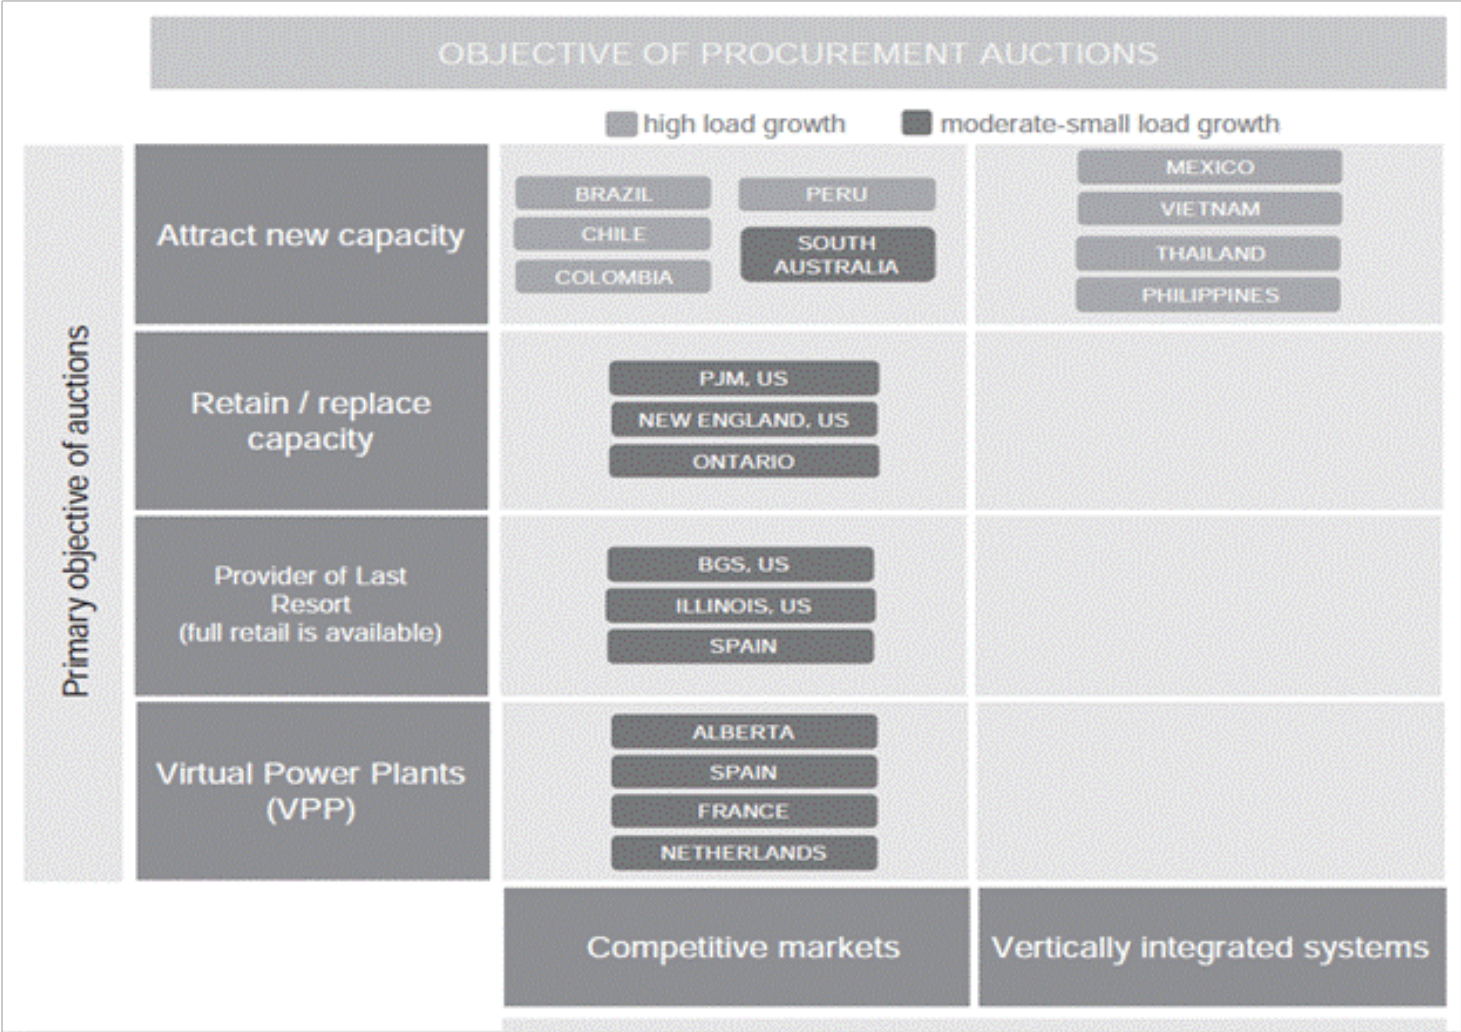 OBJECTIVE OF PROCUREMENT AUCTIONS
high load growth
moderate-small load growth
Primary objective of auctions
Attract new capacity
BRAZIL
CHILE
COLOMBIA
PERU
SOUTH
AUSTRALIA
MEXICO
VIETNAM
THAILAND
PHILIPPINES
Retain / replace
capacity
PJM, US
NEW ENGLAND, US
ONTARIO
Provider of Last
Resort
(full retail is available)
BGS, US
ILLINOIS, US
SPAIN
Virtual Power Plants
(VPP)
ALBERTA
SPAIN
FRANCE
NETHERLANDS
Competitive markets
Vertically integrated systems